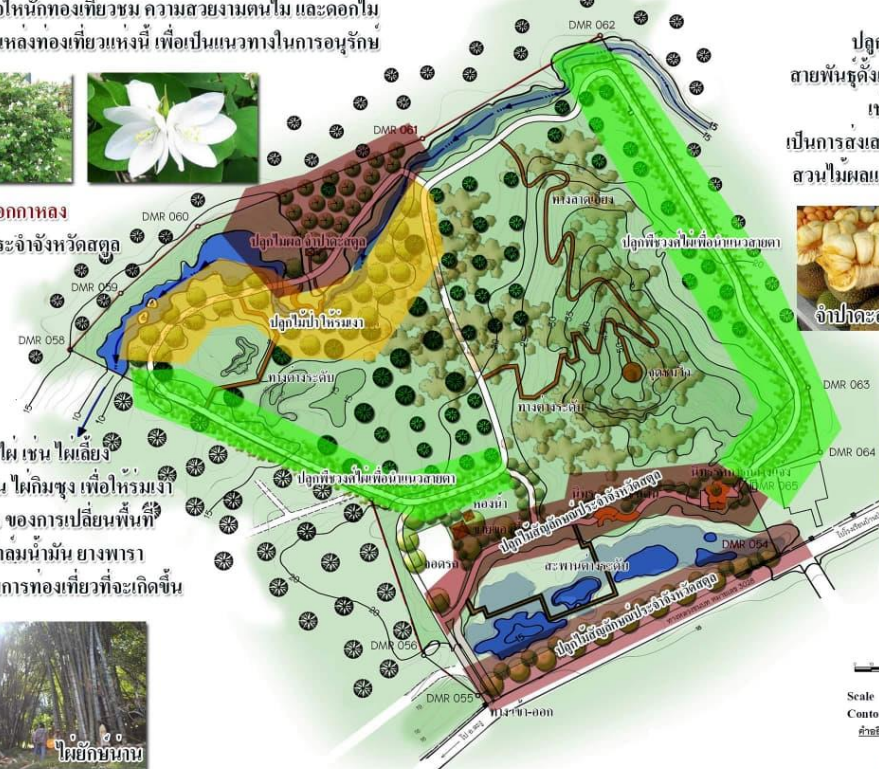 ให้นักท่องเที่ยวชม ความสวยงามต้นไม้ และดอกไม้
แหล่งท่องเที่ยวแห่งนี้ เพื่อเป็นแนวทางในการอนุรักษ์
ประจำจังหวัดสตูล
ไผ่ เช่น ไผ่เลี้ยง
ไผ่กิมซุง เพื่อให้ร่มเงา
ของการเปลี่ยนพื้นที่
ปาล์มน้ำมัน ยางพารา
การท่องเที่ยวที่จะเกิดขึ้น
ไผ่ยักษ์น่าน
DMR 062
DMR 061
DMR 060
DMR 059
DMR 058
ปลูกไม้ผล จำปาดะสตูล
ปลูกไม้ป่าให้ร่มเงา
ทางต่างระดับ
ทางลาดเอียง
ปลูกพืชวงศ์ไผ่เพื่อนำแนวสายตา
จุดชมวิว
ทางต่างระดับ
DMR 063
DMR 064
DMR 065
ปลูกพืชวงศ์ไผ่เพื่อนำแนวสายตา
ห้องน้ำ
จอดรถ
ปลูกไม้สัญลักษณ์ประจำจังหวัดสตูล
สะพานต่างระดับ
DMR 054
ปลูกไม้สัญลักษณ์ประจำจังหวัดสตูล
DMR 056
DMR 055
ทางเข้า-ออก
สายพันธุ์ดั้ง
เป็นการส่งเส
สวนไม้ผลแ
จำปาดะ
Scale
Conto